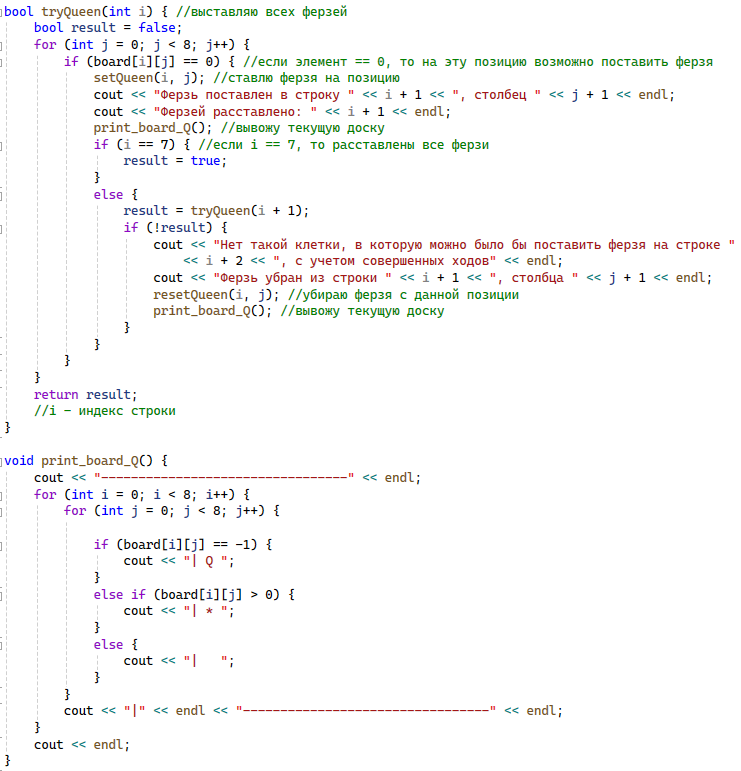 bool tryQueen(int i) { //выставляю всех ферзей
    bool result = false;
    for (int j = 0; j < 8; j++) {
        if (board[i][j] == 0) { //если элемент == 0, то на эту позицию возможно поставить ферзя
            setQueen(i, j); //ставлю ферзя на позицию
            cout << "Ферзь поставлен в строку " << i + 1 << ", столбец " << j + 1 << endl;
            cout << "Ферзей расставлено: " << i + 1 << endl;
            print_board_Q(); //вывожу текущую доску
            if (i == 7) { //если i == 7, то расставлены все ферзи
                result = true;
            }
            else {
                result = tryQueen(i + 1);
                if (!result) {
                    cout << "Нет такой клетки, в которую можно было бы поставить ферзя на строке "
                        << i + 2 << ", с учетом совершенных ходов" << endl;
                    cout << "Ферзь убран из строки " << i + 1 << ", столбца " << j + 1 << endl;
                    resetQueen(i, j); //убираю ферзя с данной позиции
                    print_board_Q(); //вывожу текущую доску
                }
            }
        }
    }
    return result;
    //i - индекс строки
}
void print_board_Q() {
    cout << "---------------------------------" << endl;
    for (int i = 0; i < 8; i++) {
        for (int j = 0; j < 8; j++) {
            if (board[i][j] == -1) {
                cout << "| Q ";
            }
            else if (board[i][j] > 0) {
                cout << "| * ";
            }
            else {
                cout << "|   ";
            }
        }
        cout << "|" << endl << "---------------------------------" << endl;
    }
    cout << endl;
}